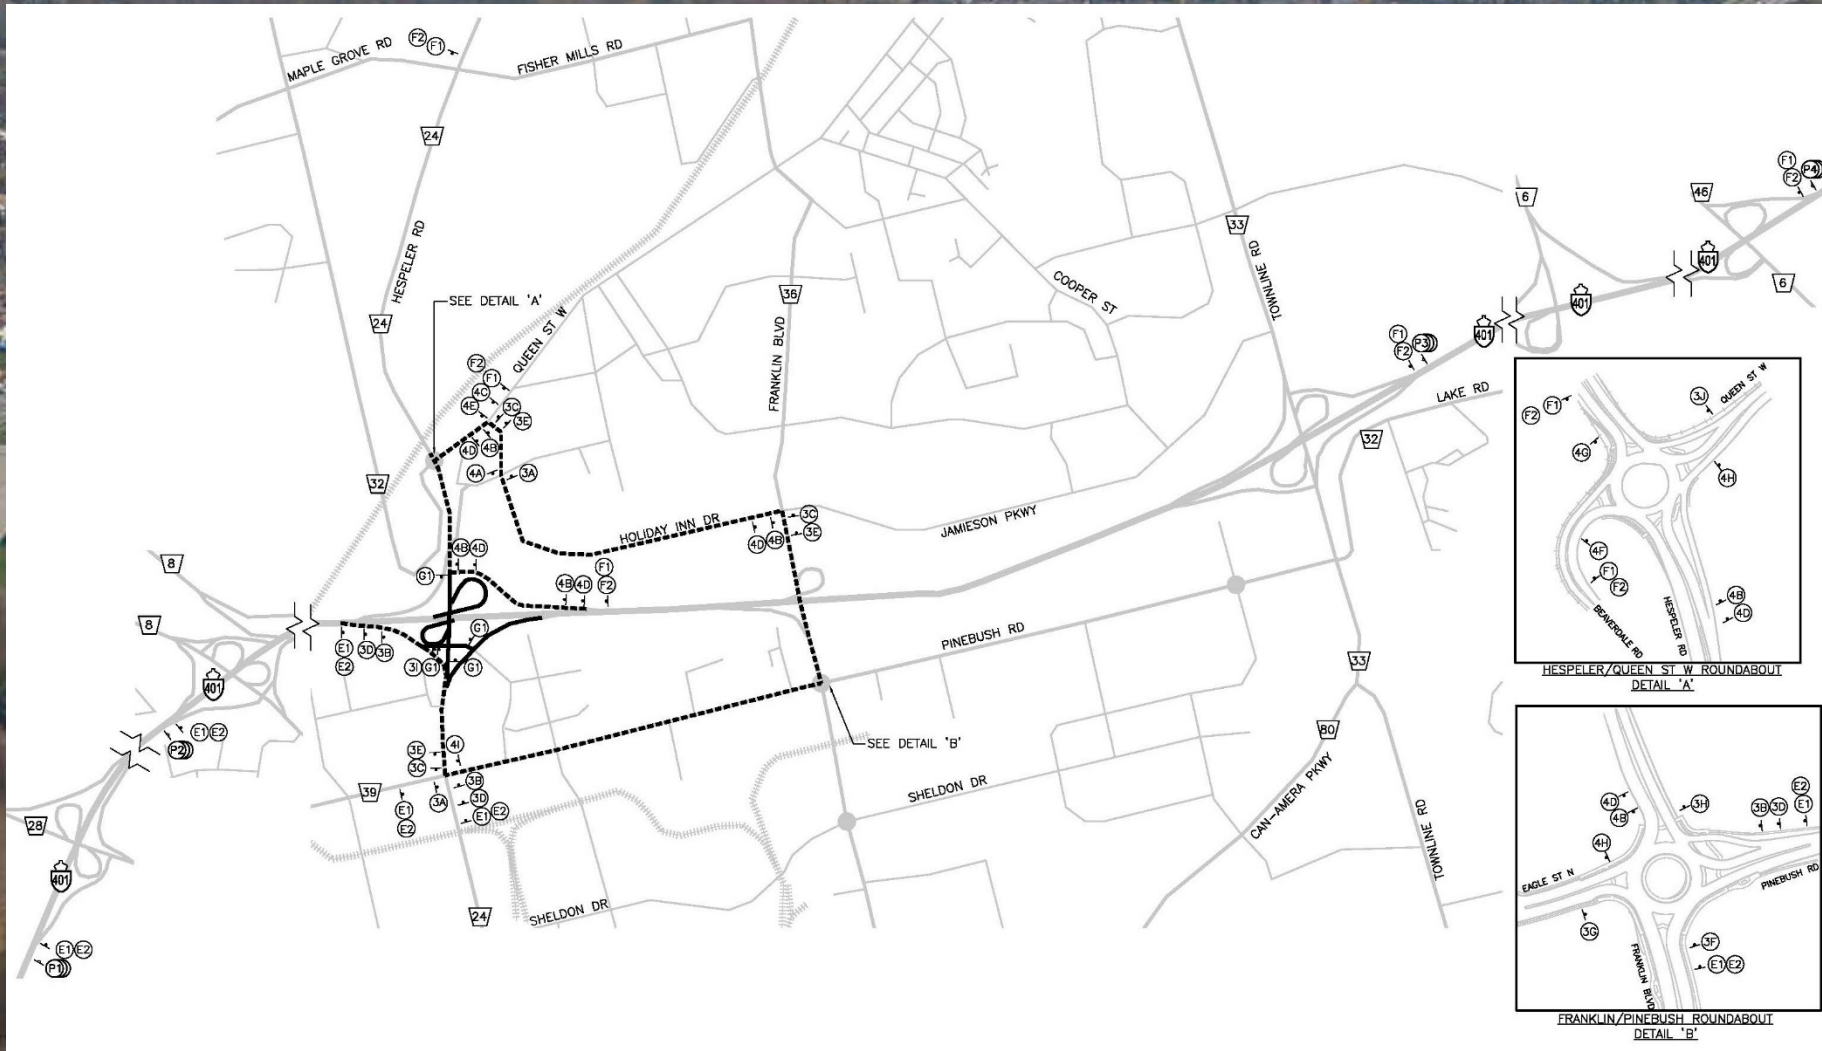 F2
F1
MAPLE GROVE RD
FISHER MILLS RD
24
HESPELER RD
24
SEE DETAIL 'A'
QUEEN ST W
36
FRANKLIN BLVD
COOPER ST
33
TOWNLINE RD
6
46
F1
F2
P4
401
401
6
401
F1
F2
P3
LAKE RD
32
32
F2
F1
4C
4E
3C
3E
4D
4B
4A
3A
HOLIDAY INN DR
3C
3E
4D
4B
JAMIESON PKWY
8
8
4B
4D
G1
4B
4D
F1
F2
G1
E1
E2
3D
3B
3I
G1
G1
PINEBUSH RD
33
401
E1
E2
P2
3E
3C
4I
SEE DETAIL 'B'
80
CAN-AMERA PKWY
39
3A
3B
3D
E1
E2
E1
E2
SHELDON DR
TOWNLINE RD
28
401
24
SHELDON DR
E1
E2
P1
3J
QUEEN ST W
F2
F1
4G
4H
4F
F1
F2
4B
4D
BEAVERDALE RD
HESPELER RD
HESPELER/QUEEN ST W ROUNDABOUT
DETAIL 'A'
4D
4B
3H
3B
3D
E2
E1
4H
EAGLE ST N
PINEBUSH RD
3G
3F
E1
E2
FRANKLIN BLVD
FRANKLIN/PINEBUSH ROUNDABOUT
DETAIL 'B'